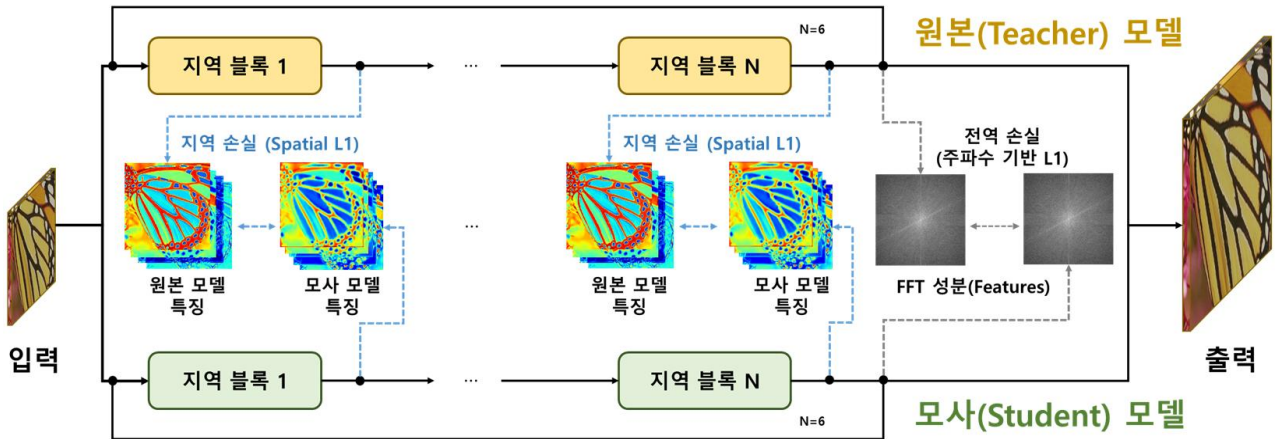 N=6
원본(Teacher) 모델
지역 블록 1
...
지역 블록 N
지역 손실 (Spatial L1)
지역 손실 (Spatial L1)
전역 손실
(주파수 기반 L1)
...
원본 모델
특징
모사 모델
특징
원본 모델
특징
모사 모델
특징
FFT 성분(Features)
입력
출력
지역 블록 1
...
지역 블록 N
N=6
모사(Student) 모델